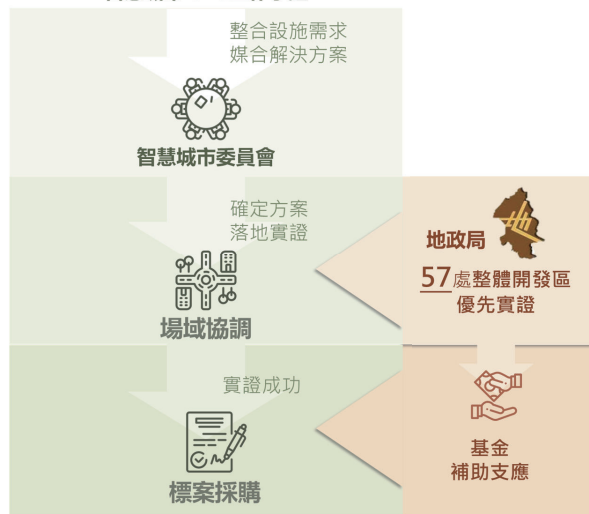 整合設施需求
媒合解決方案
智慧城市委員會
確定方案
落地實證
場域協調
地政局
57處整體開發區
優先實證
實證成功
標案採購
基金
補助支應